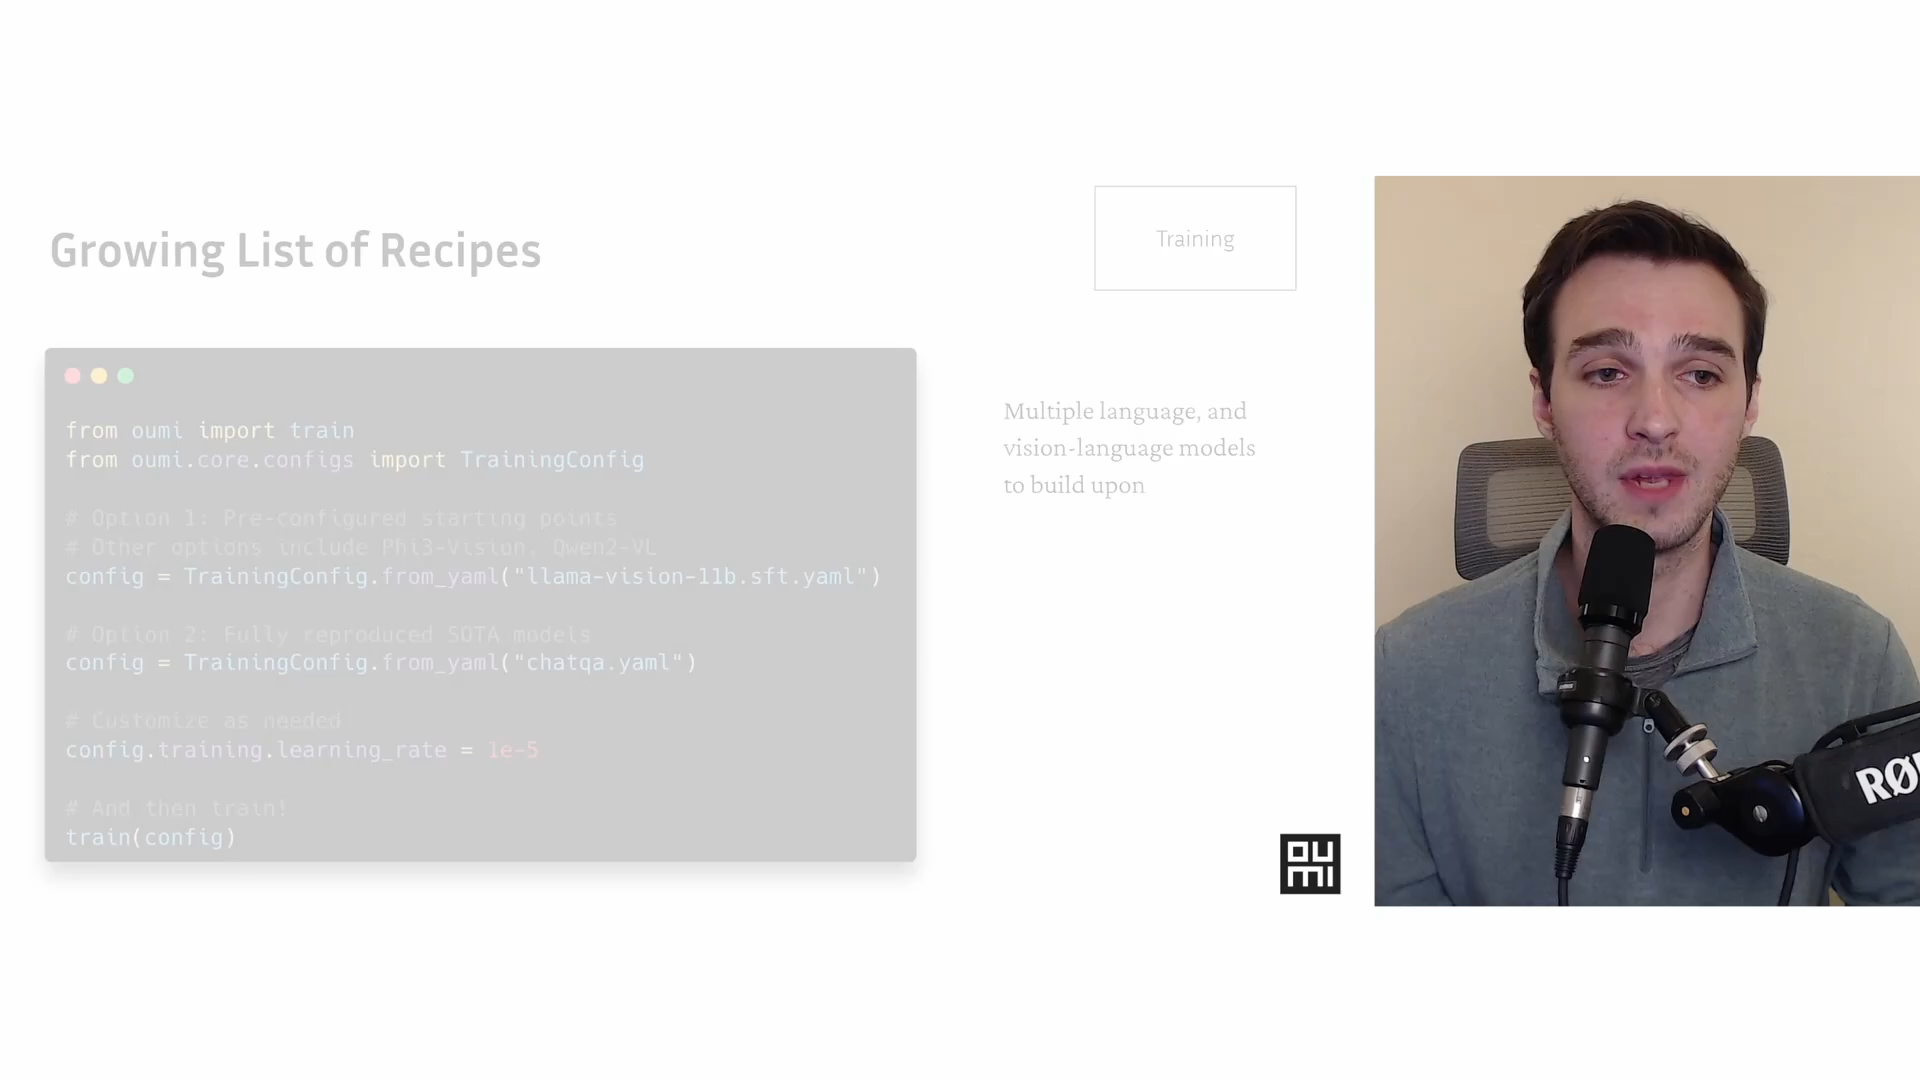 Growing List of Recipes
Training
from oumi import train
from oumi.core.configs import TrainingConfig
# Option 1: Pre-configured starting points
# Other options include Phi3-Vision, Qwen2-VL
config = TrainingConfig.from_yaml("llama-vision-11b.sft.yaml")
# Option 2: Fully reproduced SOTA models
config = TrainingConfig.from_yaml("chatqa.yaml")
# Customize as needed
config.training.learning_rate = 1e-5
# And then train!
train(config)
Multiple language, and
vision-language models
to build upon
OU
MI